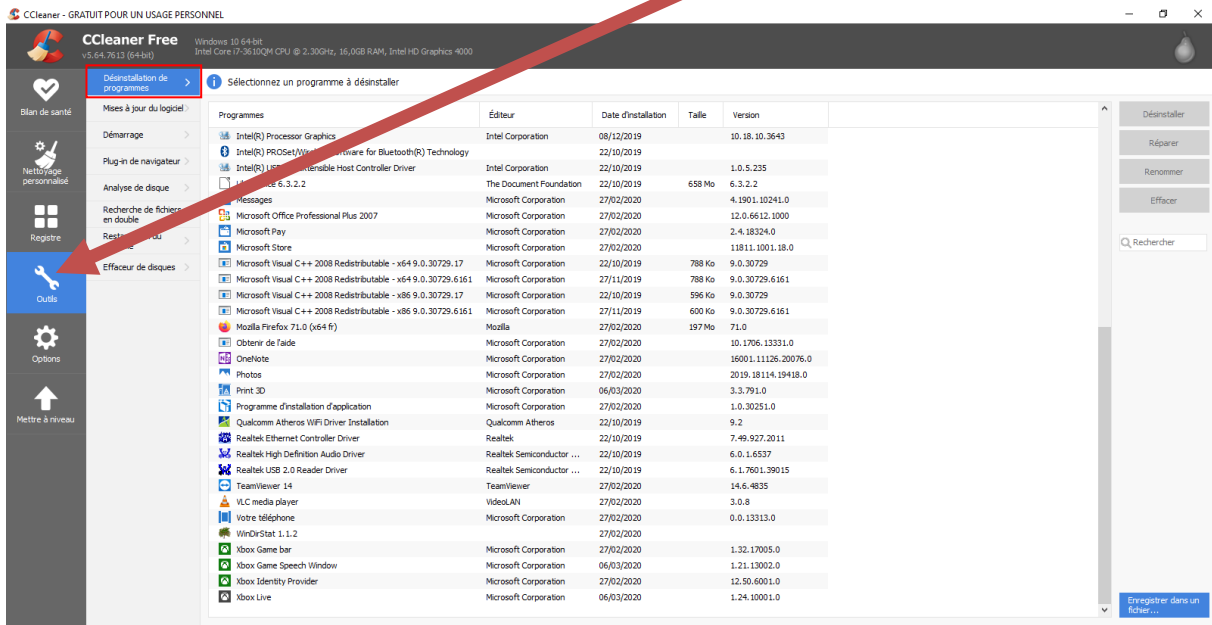 CCleaner - GRATUIT POUR UN USAGE PERSONNEL
CCleaner Free
v5.64.7613 (64-bit)
Windows 10 64-bit
Intel Core i7-3610QM CPU @ 2.30GHz, 16,0GB RAM, Intel HD Graphics 4000
Bilan de santé
Nettoyage
personnalisé
Registre
Outils
Options
Mettre à niveau
Désinstallation de
programmes
Mises à jour du logiciel
Démarrage
Plug-in de navigateur
Analyse de disque
Recherche de fichiers
en double
du
Effaceur de disques
Sélectionnez un programme à désinstaller
Programmes Éditeur Date d'installation Taille Version
Intel(R) Processor Graphics Intel Corporation 08/12/2019 10.18.10.3643
Intel(R) for Bluetooth(R) Technology 22/10/2019
Intel(R) Host Controller Driver Intel Corporation 22/10/2019 1.0.5.235
6.3.2.2 The Document Foundation 22/10/2019 658 Mo 6.3.2.2
Messages Microsoft Corporation 27/02/2020 4.1901.10241.0
Microsoft Office Professional Plus 2007 Microsoft Corporation 27/02/2020 12.0.6612.1000
Microsoft Pay Microsoft Corporation 27/02/2020 2.4.18324.0
Microsoft Store Microsoft Corporation 27/02/2020 11811.1001.18.0
Microsoft Visual C++ 2008 Redistributable - x64 9.0.30729.17 Microsoft Corporation 22/10/2019 788 Ko 9.0.30729
Microsoft Visual C++ 2008 Redistributable - x64 9.0.30729.6161 Microsoft Corporation 27/11/2019 788 Ko 9.0.30729.6161
Microsoft Visual C++ 2008 Redistributable - x86 9.0.30729.17 Microsoft Corporation 22/10/2019 596 Ko 9.0.30729
Microsoft Visual C++ 2008 Redistributable - x86 9.0.30729.6161 Microsoft Corporation 27/11/2019 600 Ko 9.0.30729.6161
Mozilla Firefox 71.0 (x64 fr) Mozilla 27/02/2020 197 Mo 71.0
Obtenir de l'aide Microsoft Corporation 27/02/2020 10.1706.13331.0
OneNote Microsoft Corporation 27/02/2020 16001.11126.20076.0
Photos Microsoft Corporation 27/02/2020 2019.18114.19418.0
Print 3D Microsoft Corporation 06/03/2020 3.3.791.0
Programme d'installation d'application Microsoft Corporation 27/02/2020 1.0.30251.0
Qualcomm Atheros WiFi Driver Installation Qualcomm Atheros 22/10/2019 9.2
Realtek Ethernet Controller Driver Realtek 22/10/2019 7.49.927.2011
Realtek High Definition Audio Driver Realtek Semiconductor ... 22/10/2019 6.0.1.6537
Realtek USB 2.0 Reader Driver Realtek Semiconductor ... 22/10/2019 6.1.7601.39015
TeamViewer 14 TeamViewer 27/02/2020 14.6.4835
VLC media player VideoLAN 27/02/2020 3.0.8
Votre téléphone Microsoft Corporation 27/02/2020 0.0.13313.0
WinDirStat 1.1.2 27/02/2020
Xbox Game bar Microsoft Corporation 27/02/2020 1.32.17005.0
Xbox Game Speech Window Microsoft Corporation 06/03/2020 1.21.13002.0
Xbox Identity Provider Microsoft Corporation 27/02/2020 12.50.6001.0
Xbox Live Microsoft Corporation 06/03/2020 1.24.10001.0
Désinstaller
Réparer
Renommer
Effacer
Rechercher
Enregistrer dans un
fichier...